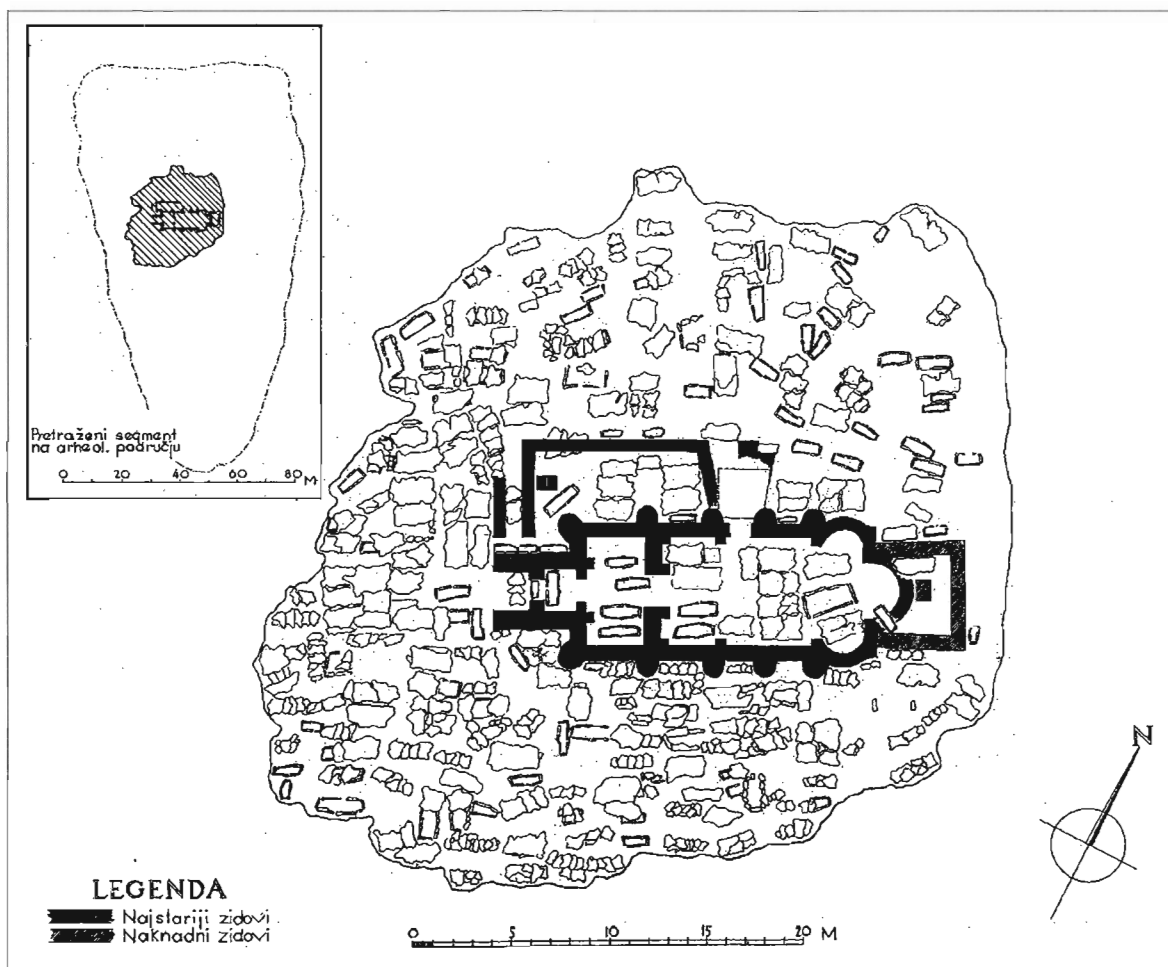 Pretraženi segment
na arheol. području
0 20 40 60 80 M
N
LEGENDA
Najstariji zidovi
Naknadni zidovi
0 5 10 15 20 M